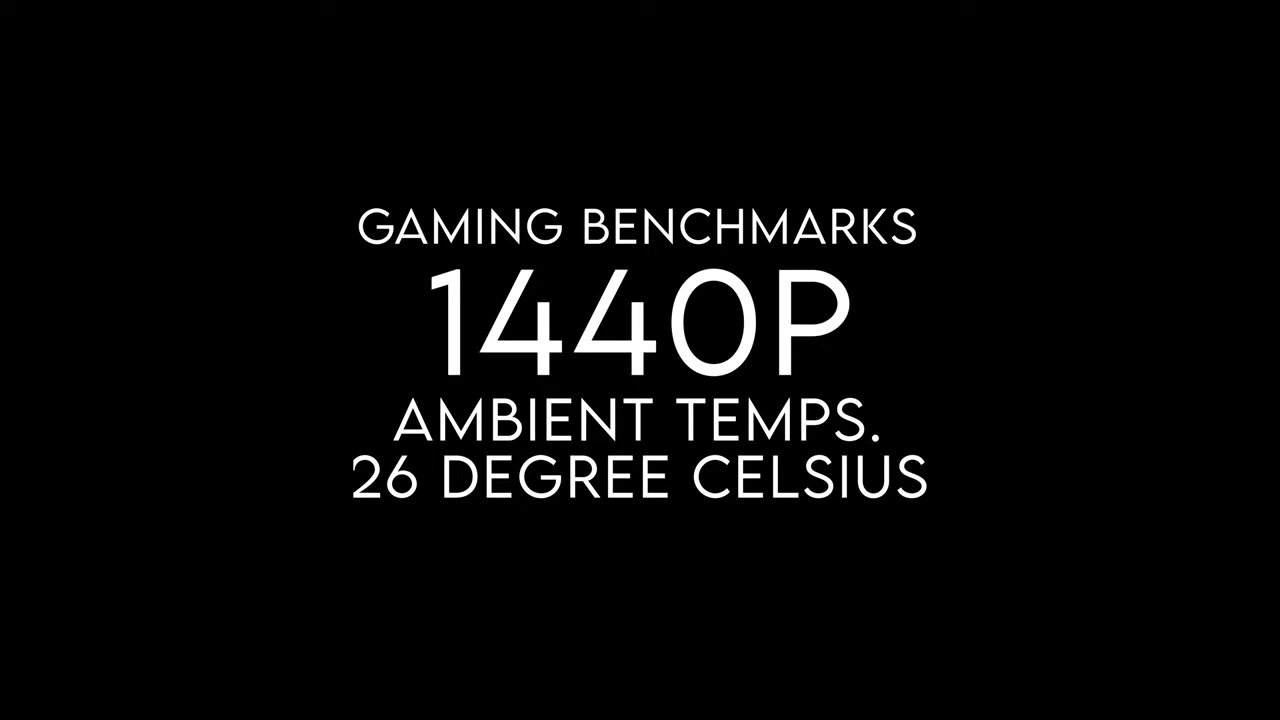 GAMING BENCHMARKS
1440P
AMBIENT TEMPS.
26 DEGREE CELSIUS